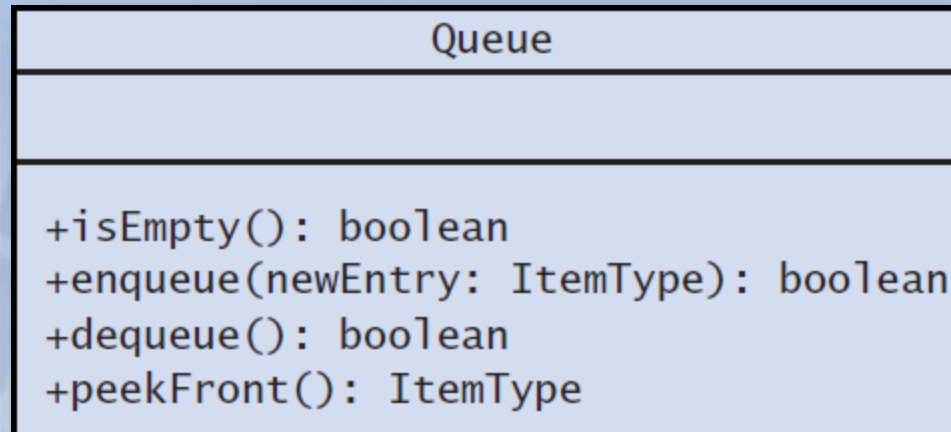 Queue
+isEmpty(): boolean
+enqueue(newEntry: ItemType): boolean
+dequeue(): boolean
+peekFront(): ItemType